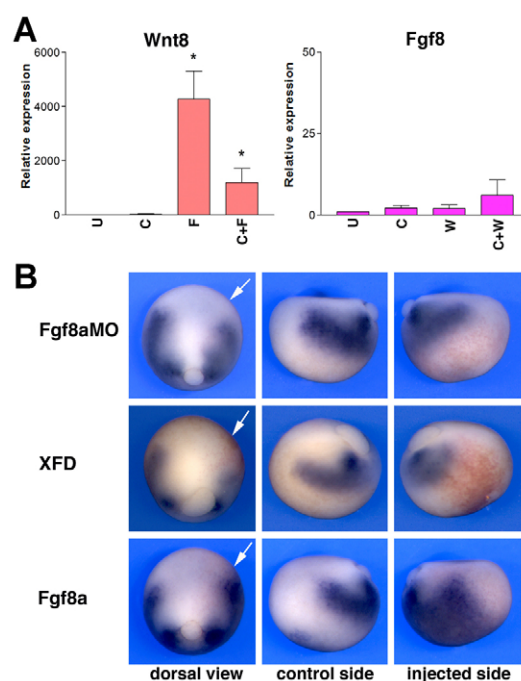 A
Wnt8
Fgf8
Relative expression
6000
4000
2000
0
*
*
U
C
F
C+F
Relative expression
50
25
0
U
C
W
C+W
B
Fgf8aMO
XFD
Fgf8a
dorsal view
control side
injected side